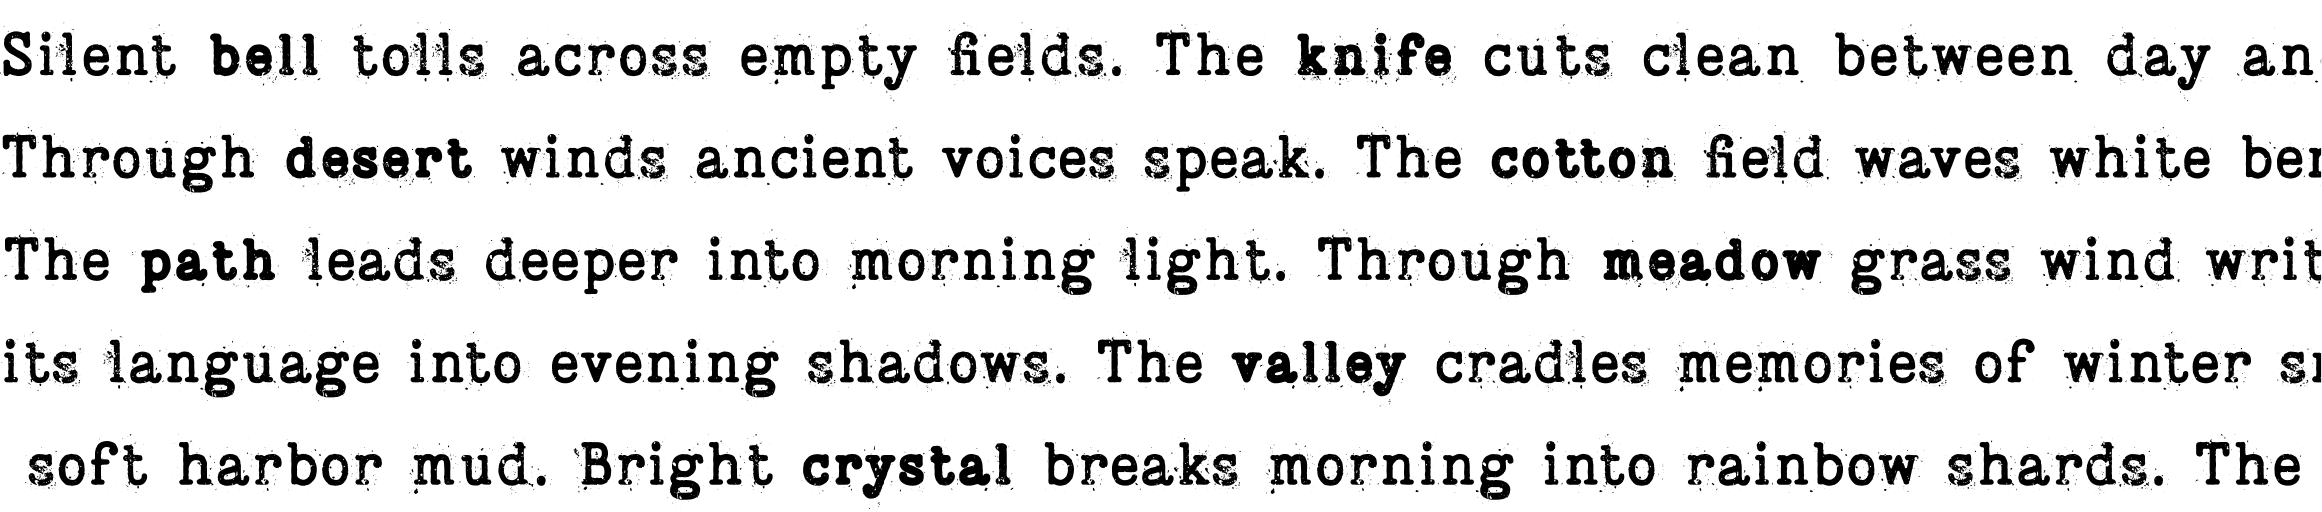 Silent bell tolls across empty fields. The knife cuts clean between day an
Through desert winds ancient voices speak. The cotton field waves white
The path leads deeper into morning light. Through meadow grass wind writ
its language into evening shadows. The valley cradles memories of winter
soft harbor mud. Bright crystal breaks morning into rainbow shards. The